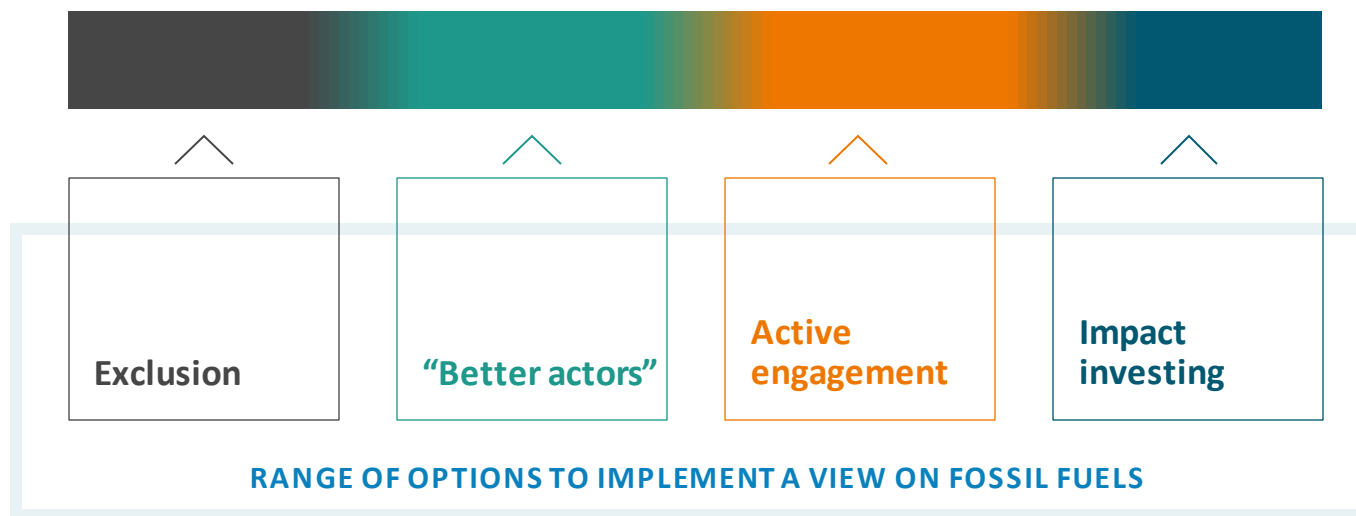 Exclusion
“Better actors”
Active
engagement
Impact
investing
RANGE OF OPTIONS TO IMPLEMENT A VIEW ON FOSSIL FUELS